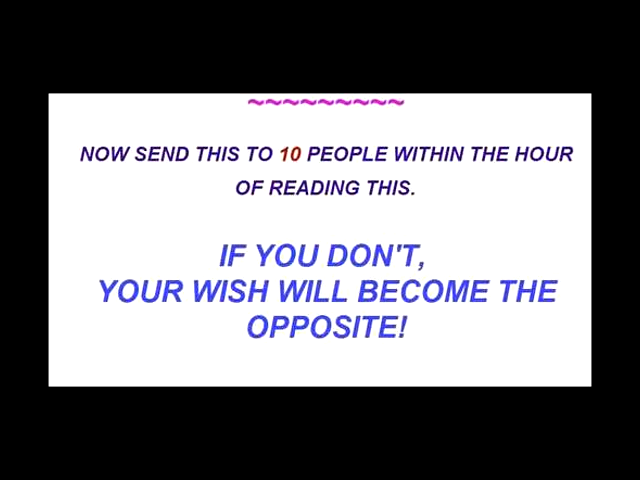 ~~~~~~~~~
NOW SEND THIS TO 10 PEOPLE WITHIN THE HOUR
OF READING THIS.
IF YOU DON'T,
YOUR WISH WILL BECOME THE
OPPOSITE!